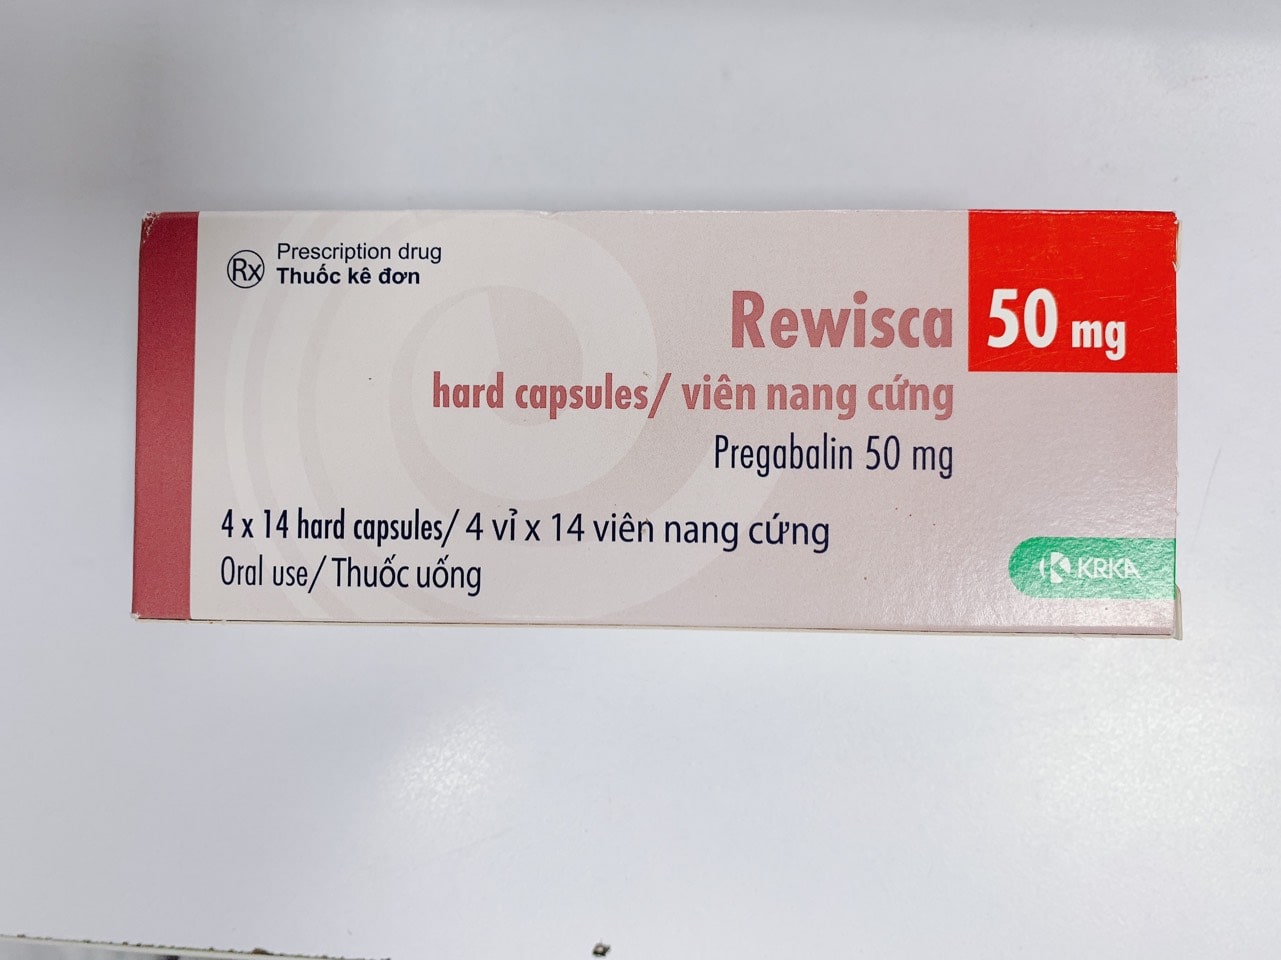 Rx
Prescription drug
Thuốc kê đơn
Rewisca 50 mg
hard capsules/ viên nang cứng
Pregabalin 50 mg
4 x 14 hard capsules/ 4 vỉ x 14 viên nang cứng
Oral use/ Thuốc uống
KRKA